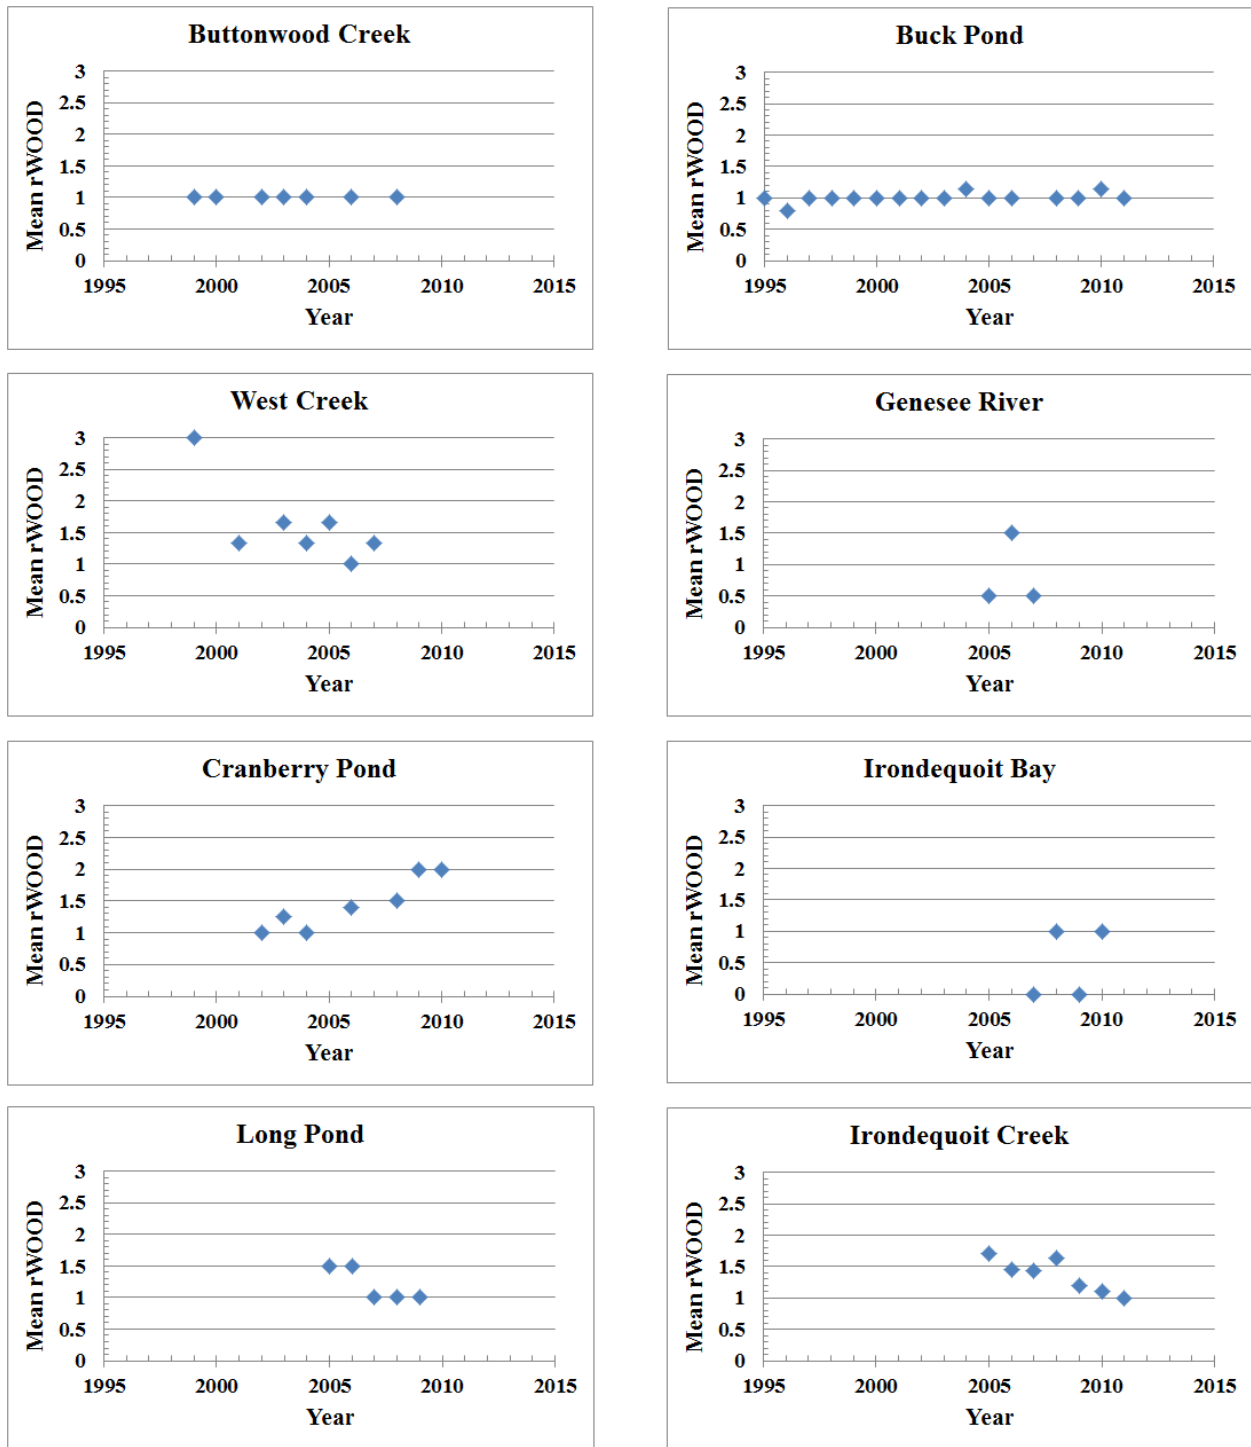 Buttonwood Creek
Mean rWOOD
3
2.5
2
1.5
1
0.5
0
1995 2000 2005 2010 2015
Year
Buck Pond
Mean rWOOD
3
2.5
2
1.5
1
0.5
0
1995 2000 2005 2010 2015
Year
West Creek
Mean rWOOD
3
2.5
2
1.5
1
0.5
0
1995 2000 2005 2010 2015
Year
Genesee River
Mean rWOOD
3
2.5
2
1.5
1
0.5
0
1995 2000 2005 2010 2015
Year
Cranberry Pond
Mean rWOOD
3
2.5
2
1.5
1
0.5
0
1995 2000 2005 2010 2015
Year
Irondequoit Bay
Mean rWOOD
3
2.5
2
1.5
1
0.5
0
1995 2000 2005 2010 2015
Year
Long Pond
Mean rWOOD
3
2.5
2
1.5
1
0.5
0
1995 2000 2005 2010 2015
Year
Irondequoit Creek
Mean rWOOD
3
2.5
2
1.5
1
0.5
0
1995 2000 2005 2010 2015
Year